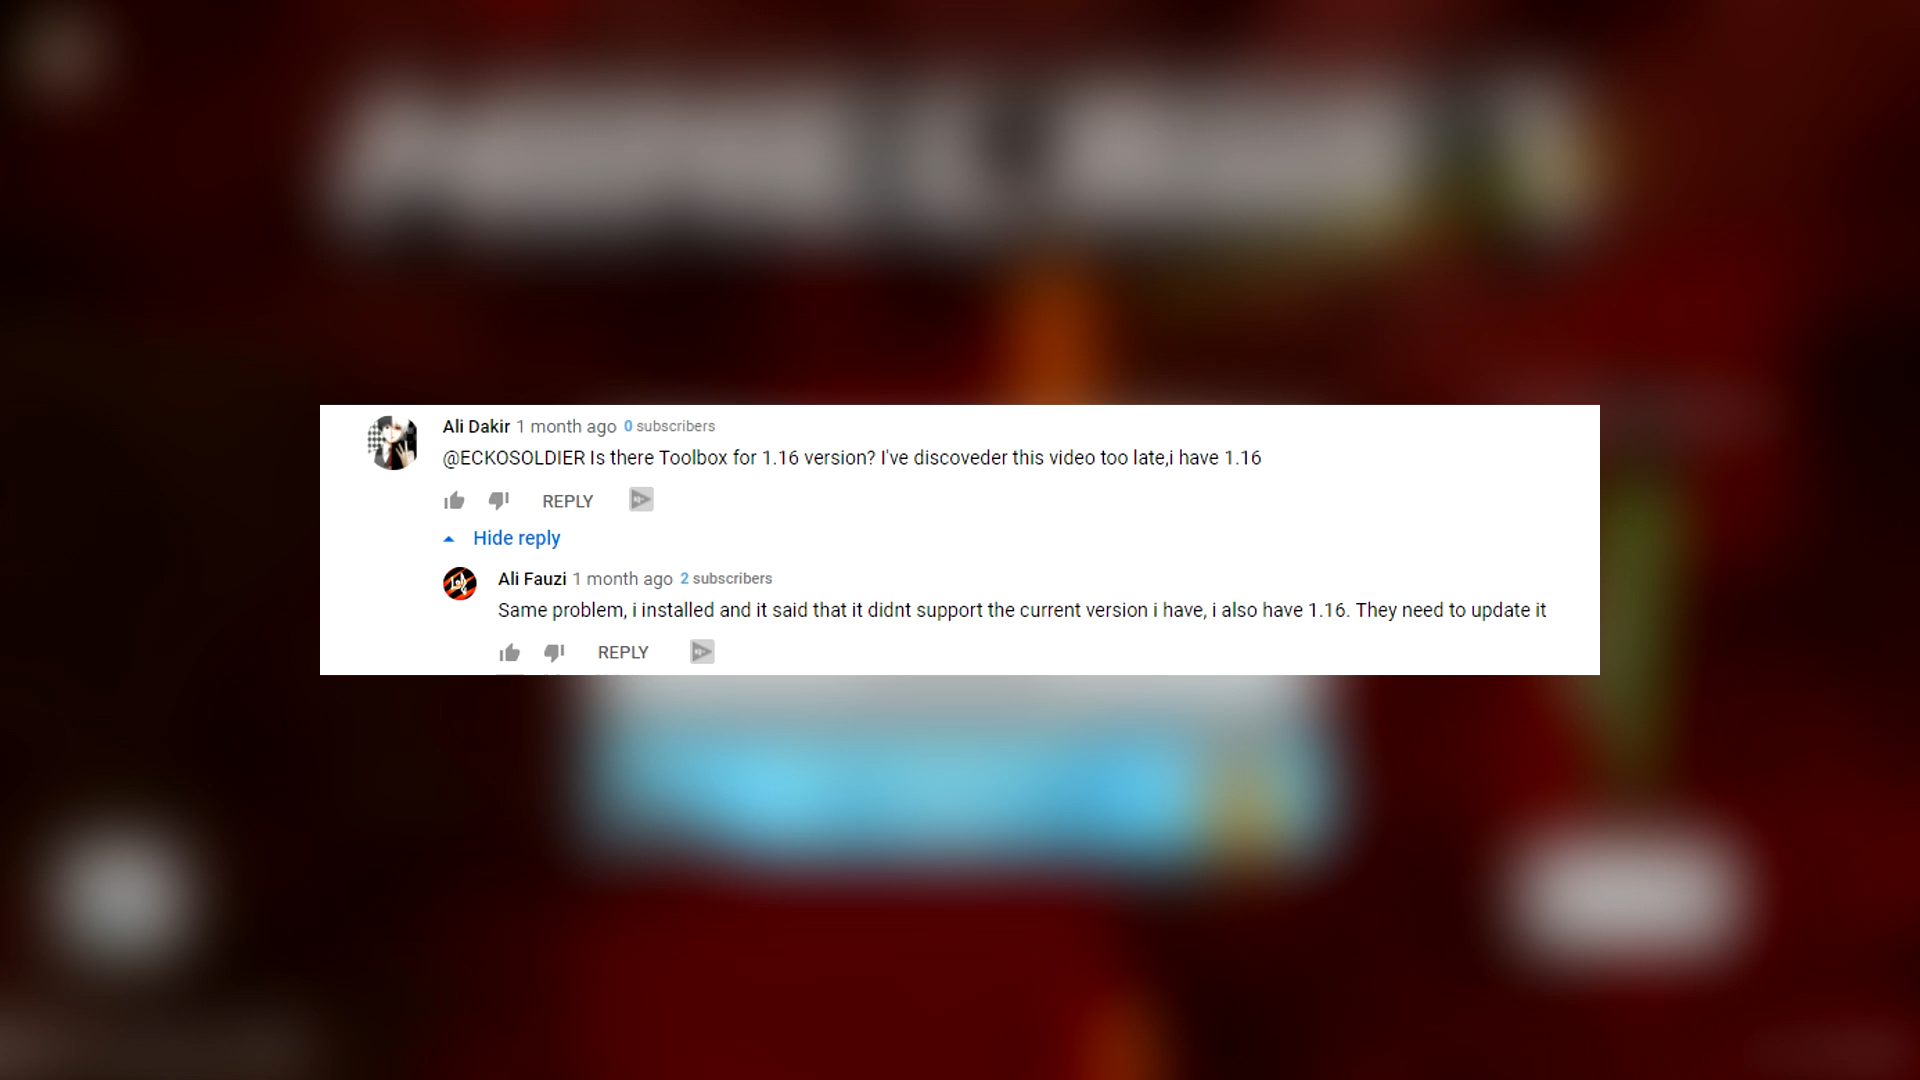 Ali Dakir 1 month ago 0 subscribers
@ECKOSOLDIER Is there Toolbox for 1.16 version? I've discoveder this video too late,i have 1.16
REPLY
Hide reply
Ali Fauzi 1 month ago 2 subscribers
Same problem, i installed and it said that it didnt support the current version i have, i also have 1.16. They need to update it
REPLY